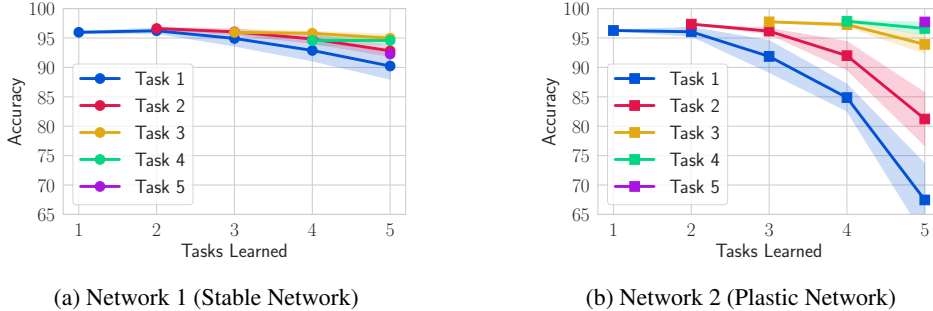 100
95
90
85
80
75
70
65
Accuracy
Task 1
Task 2
Task 3
Task 4
Task 5
1 2 3 4 5
Tasks Learned
(a) Network 1 (Stable Network)
100
95
90
85
80
75
70
65
Accuracy
Task 1
Task 2
Task 3
Task 4
Task 5
1 2 3 4 5
Tasks Learned
(b) Network 2 (Plastic Network)